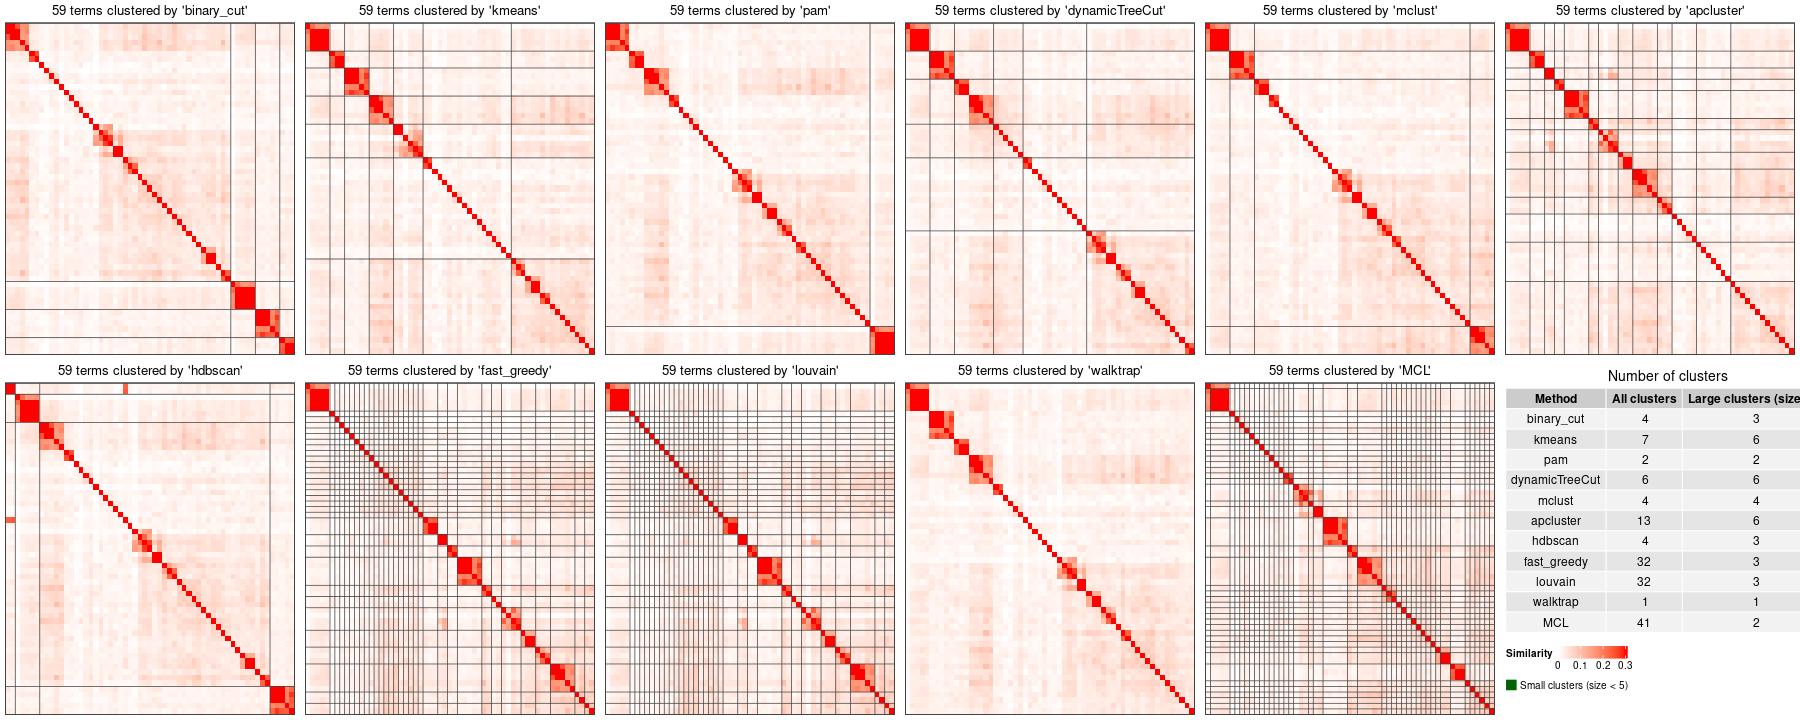 59 terms clustered by 'binary_cut'
59 terms clustered by 'kmeans'
59 terms clustered by 'pam'
59 terms clustered by 'dynamicTreeCut'
59 terms clustered by 'mclust'
59 terms clustered by 'apcluster'
59 terms clustered by 'hdbscan'
59 terms clustered by 'fast_greedy'
59 terms clustered by 'louvain'
59 terms clustered by 'walktrap'
59 terms clustered by 'MCL'
Number of clusters
Method All clusters Large clusters (size
binary_cut 4 3
kmeans 7 6
pam 2 2
dynamicTreeCut 6 6
mclust 4 4
apcluster 13 6
hdbscan 4 3
fast_greedy 32 3
louvain 32 3
walktrap 1 1
MCL 41 2
Similarity
0 0.1 0.2 0.3
Small clusters (size < 5)